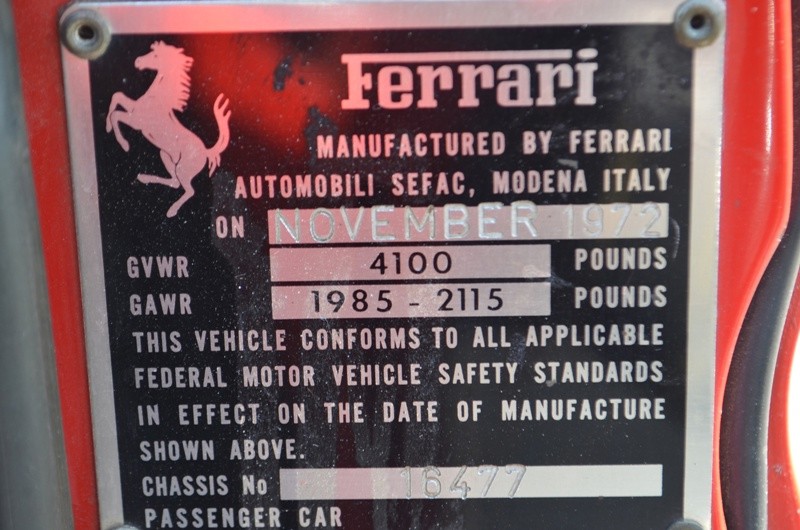 Ferrari
MANUFACTURED BY FERRARI
AUTOMOBILI SEFAC, MODENA ITALY
ON NOVEMBER 1972
GVWR 4100 POUNDS
GAWR 1985 - 2115 POUNDS
THIS VEHICLE CONFORMS TO ALL APPLICABLE
FEDERAL MOTOR VEHICLE SAFETY STANDARDS
IN EFFECT ON THE DATE OF MANUFACTURE
SHOWN ABOVE.
CHASSIS No 16477
PASSENGER CAR